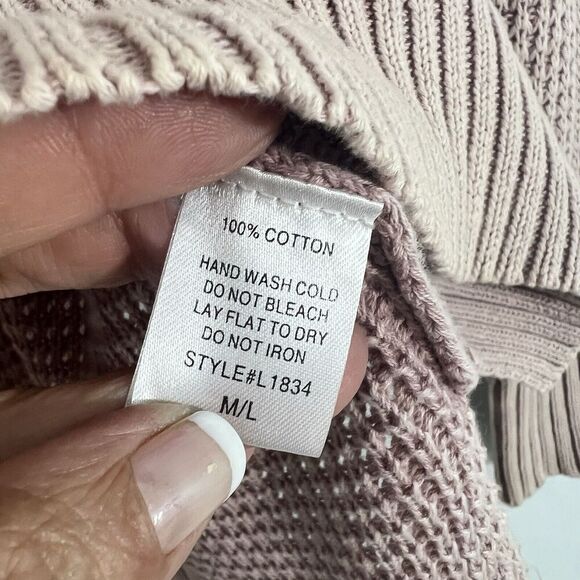 100% COTTON
HAND WASH COLD
DO NOT BLEACH
LAY FLAT TO DRY
DO NOT IRON
STYLE#L1834
M/L